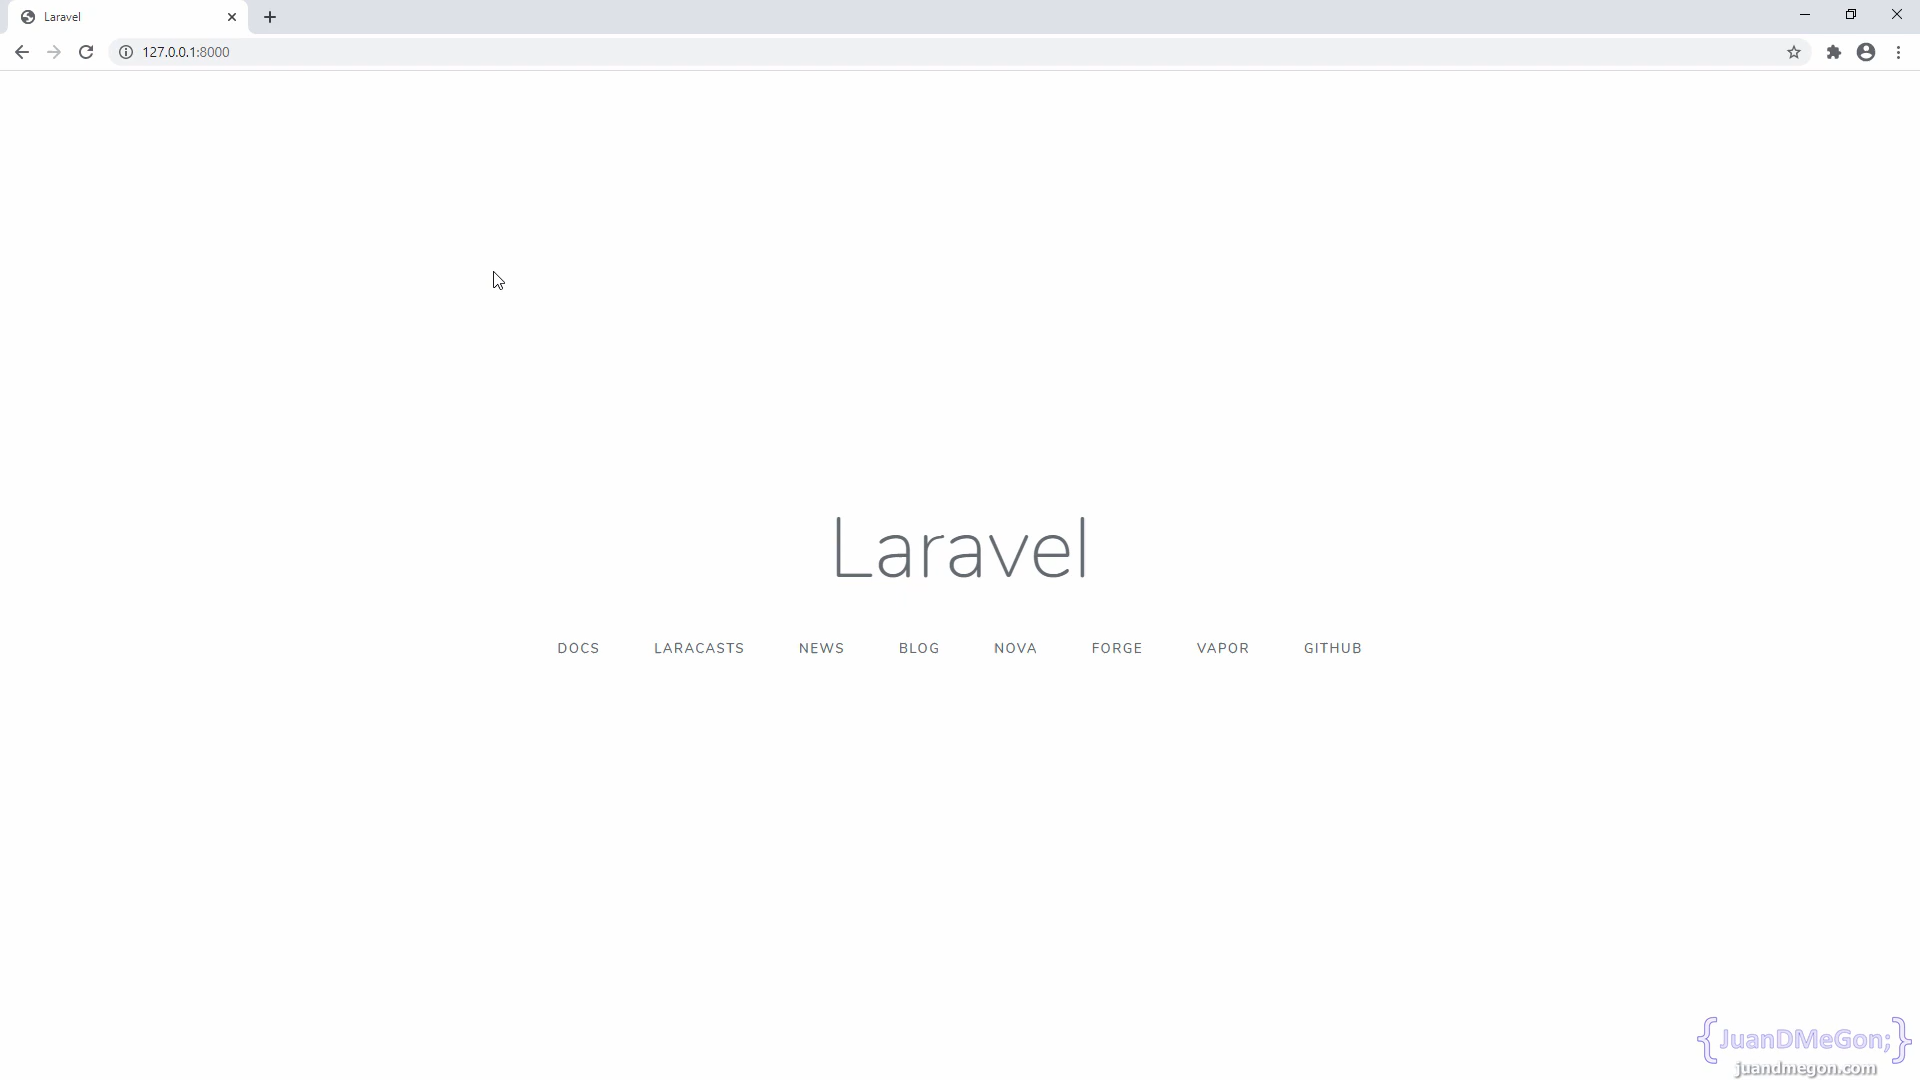 Laravel
127.0.0.1:8000
Laravel
DOCS LARACASTS NEWS BLOG NOVA FORGE VAPOR GITHUB
{JuanDMeGon;}
juandmegon.com